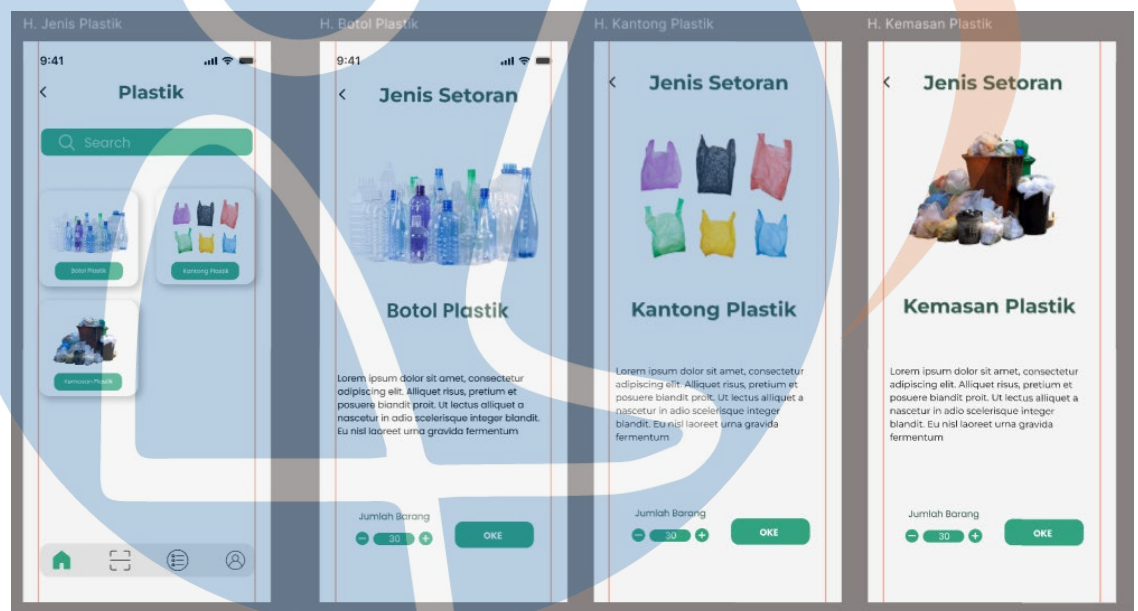 H. Jenis Plastik
9:41
Plastik
Search
Botol Plastik
Kantong Plastik
Kemasan Plastik
H. Botol Plastik
9:41
Jenis Setoran
Botol Plastik
Lorem ipsum dolor sit amet, consectetur
adipiscing elit. Alliquet risus, pretium et
posuere biandit proit. Ut lectus alliquet a
nascetur in adio scelerisque integer blandit.
Eu nisl laoreet urna gravida fermentum
Jumlah Barang
30
OKE
H. Kantong Plastik
Jenis Setoran
Kantong Plastik
Lorem ipsum dolor sit amet, consectetur
adipiscing elit. Alliquet risus, pretium et
posuere biandit proit. Ut lectus alliquet a
nascetur in adio scelerisque integer
blandit. Eu nisl laoreet urna gravida
fermentum
Jumlah Barang
30
OKE
H. Kemasan Plastik
Jenis Setoran
Kemasan Plastik
Lorem ipsum dolor sit amet, consectetur
adipiscing elit. Alliquet risus, pretium et
posuere biandit proit. Ut lectus alliquet a
nascetur in adio scelerisque integer
blandit. Eu nisl laoreet urna gravida
fermentum
Jumlah Barang
30
OKE